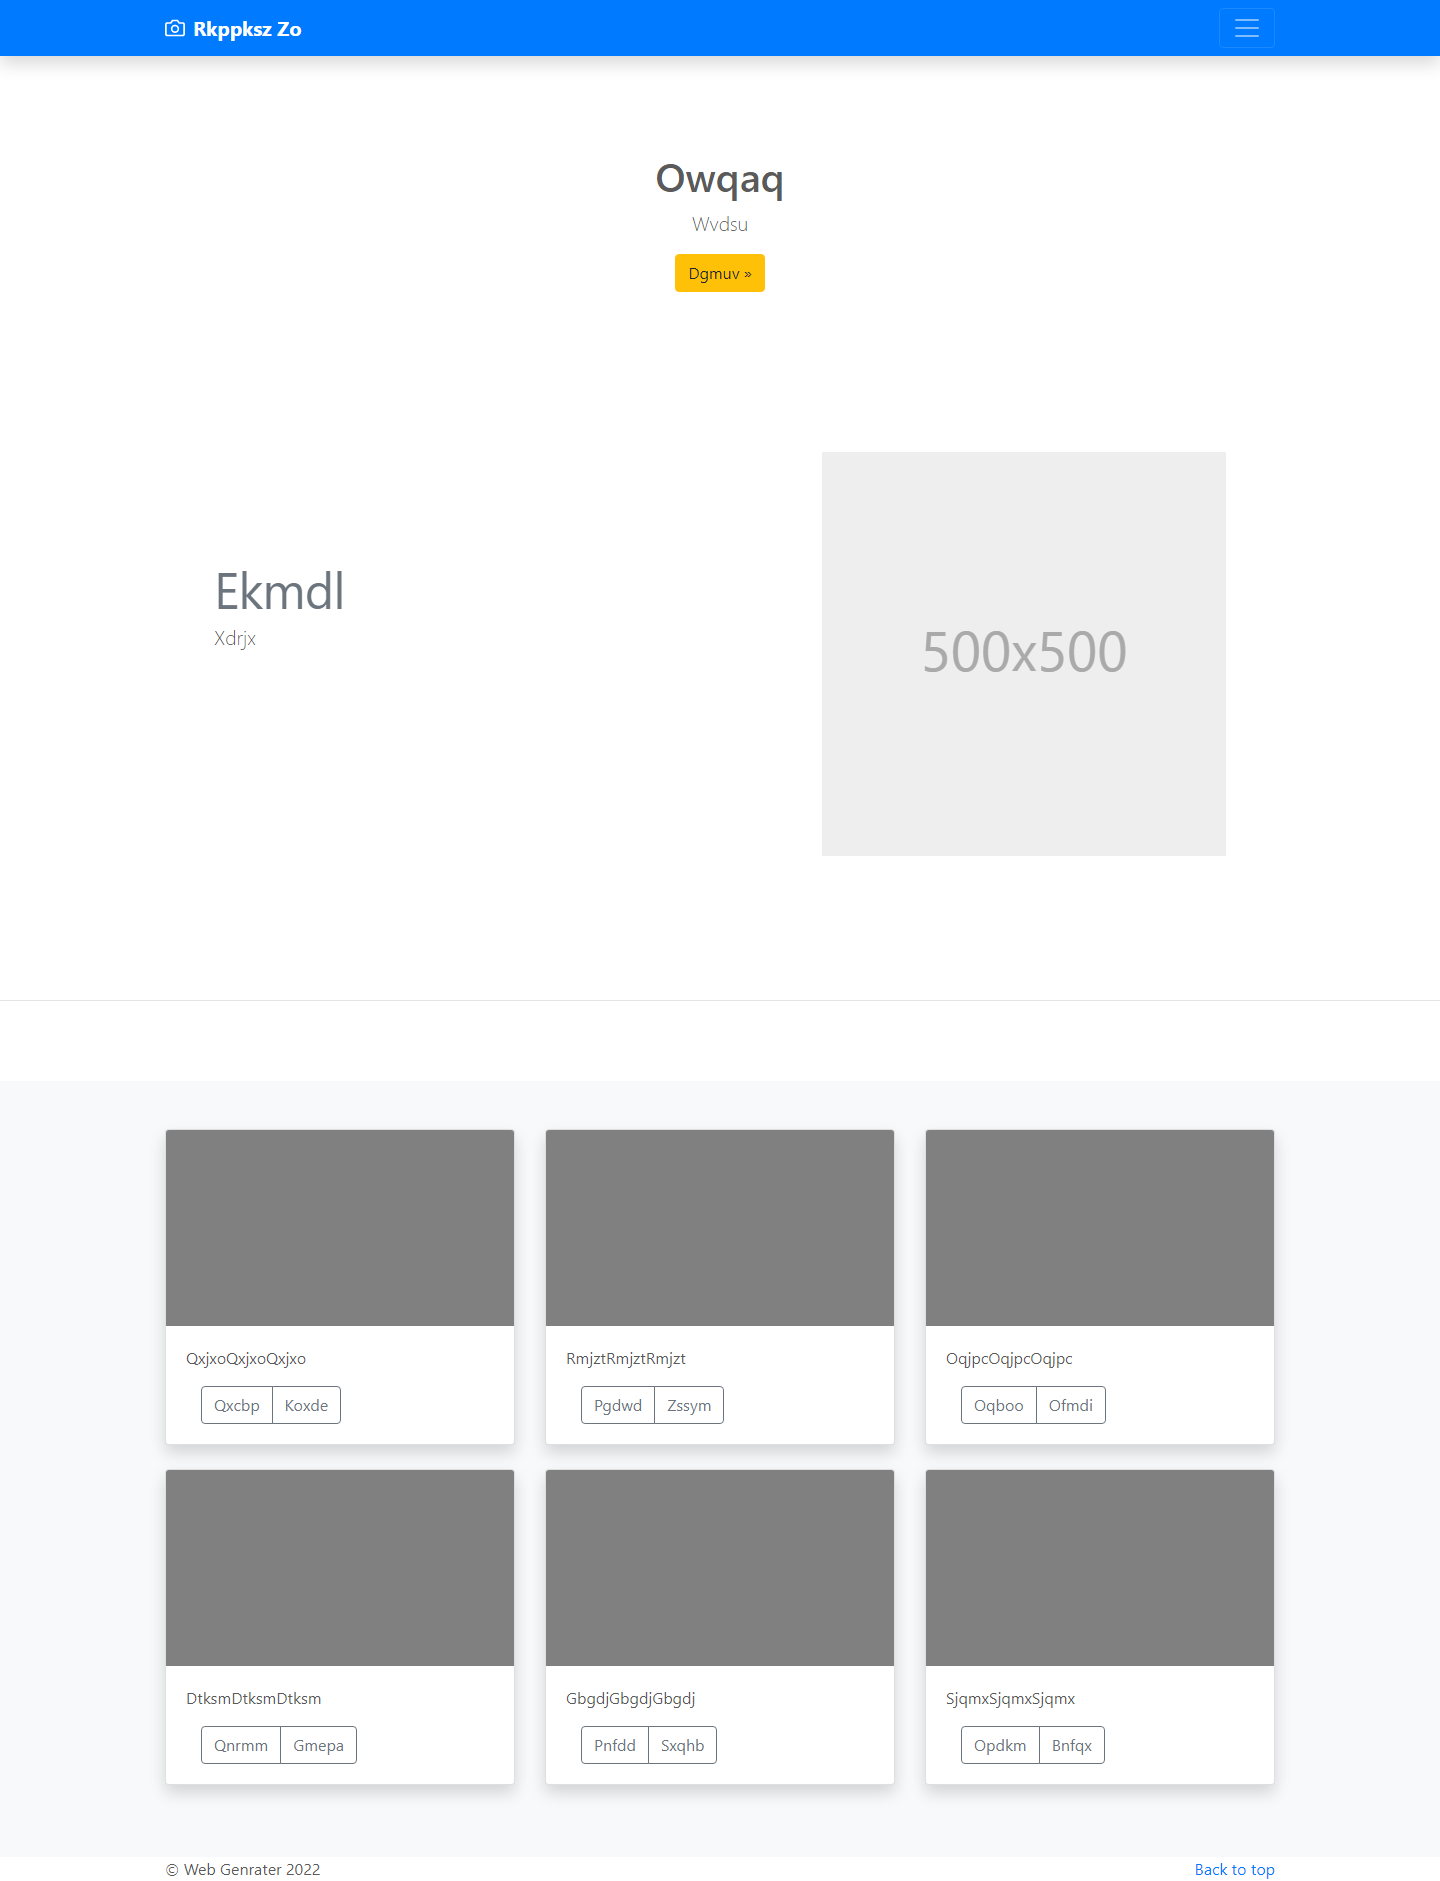 Rkppksz Zo
Owqaq
Wvdsu
Dgmuv »
Ekmdl
Xdrjx
500x500
QxjxoQxjxoQxjxo
Qxcbp Koxde
RmjztRmjztRmjzt
Pgdwd Zssym
OqjpcOqjpcOqjpc
Oqboo Ofmdi
DtksmDtksmDtksm
Qnrmm Gmepa
GbgdjGbgdjGbgdj
Pnfdd Sxqhb
SjqmxSjqmxSjqmx
Opdkm Bnfqx
© Web Genrater 2022
Back to top